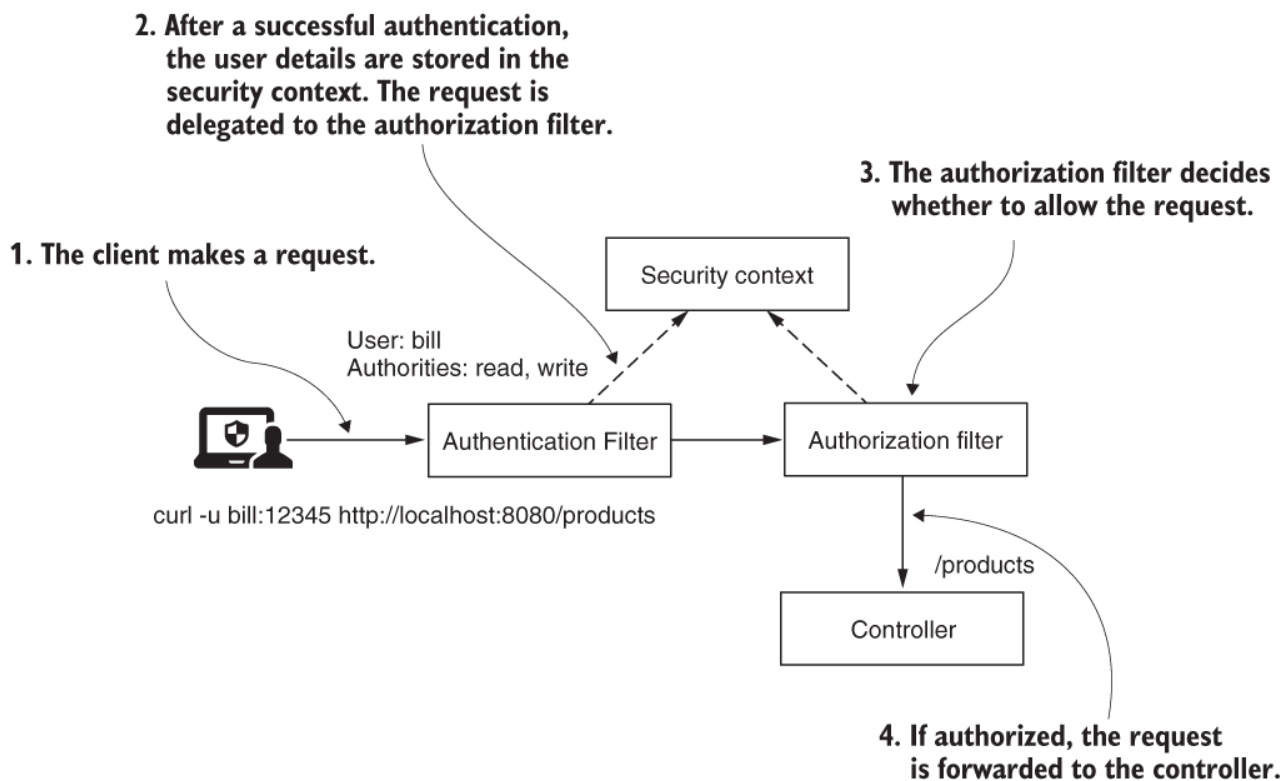 2. After a successful authentication,
the user details are stored in the
security context. The request is
delegated to the authorization filter.
3. The authorization filter decides
whether to allow the request.
1. The client makes a request.
Security context
User: bill
Authorities: read, write
Authentication Filter
Authorization filter
curl -u bill:12345 http://localhost:8080/products
/products
Controller
4. If authorized, the request
is forwarded to the controller.